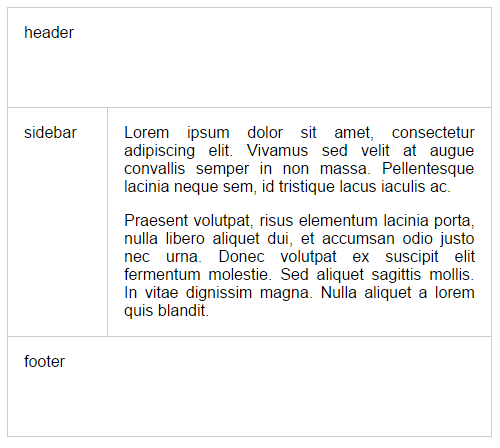 header
sidebar
Lorem ipsum dolor sit amet, consectetur
adipiscing elit. Vivamus sed velit at augue
convallis semper in non massa. Pellentesque
lacinia neque sem, id tristique lacus iaculis ac.
Praesent volutpat, risus elementum lacinia porta,
nulla libero aliquet dui, et accumsan odio justo
nec urna. Donec volutpat ex suscipit elit
fermentum molestie. Sed aliquet sagittis mollis.
In vitae dignissim magna. Nulla aliquet a lorem
quis blandit.
footer